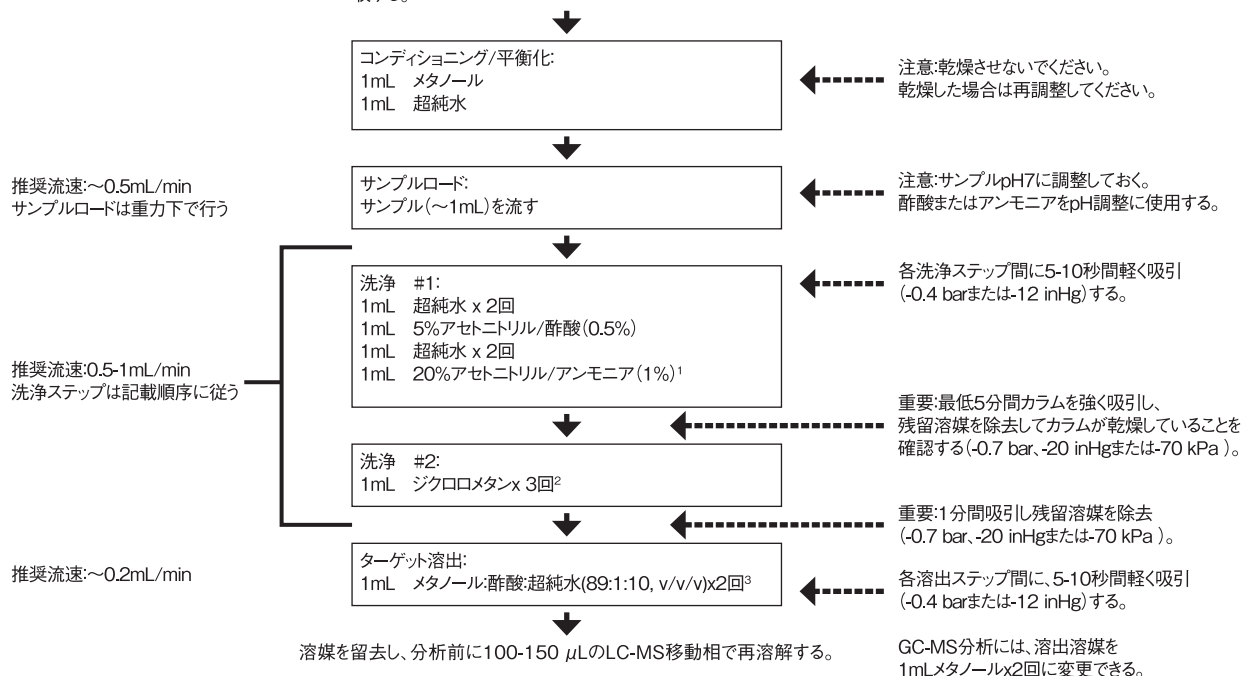 コンディショニング/平衡化:
1mL メタノール
1mL 超純水
注意:乾燥させないでください。
乾燥した場合は再調整してください。
推奨流速:~0.5mL/min
サンプルロードは重力下で行う
サンプルロード:
サンプル(~1mL)を流す
注意:サンプルpH7に調整しておく。
酢酸またはアンモニアをpH調整に使用する。
洗浄 #1:
1mL 超純水 x 2回
1mL 5%アセトニトリル/酢酸(0.5%)
1mL 超純水 x 2回
1mL 20%アセトニトリル/アンモニア(1%)¹
各洗浄ステップ間に5-10秒間軽く吸引
(-0.4 barまたは-12 inHg)する。
推奨流速:0.5-1mL/min
洗浄ステップは記載順序に従う
重要:最低5分間カラムを強く吸引し、
残留溶媒を除去してカラムが乾燥していることを
確認する(-0.7 bar、-20 inHgまたは-70 kPa )。
洗浄 #2:
1mL ジクロロメタンx 3回²
重要:1分間吸引し残留溶媒を除去
(-0.7 bar、-20 inHgまたは-70 kPa )。
推奨流速:~0.2mL/min
ターゲット溶出:
1mL メタノール:酢酸:超純水(89:1:10, v/v/v)x2回³
各溶出ステップ間に、5-10秒間軽く吸引
(-0.4 barまたは-12 inHg)する。
溶媒を留去し、分析前に100-150 µLのLC-MS移動相で再溶解する。
GC-MS分析には、溶出溶媒を
1mLメタノールx2回に変更できる。